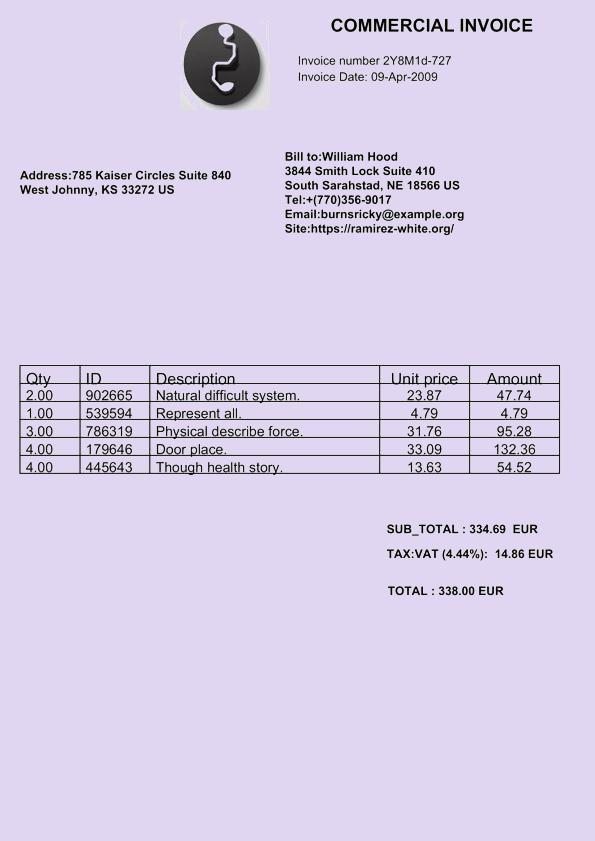 COMMERCIAL INVOICE
Invoice number 2Y8M1d-727
Invoice Date: 09-Apr-2009
Address:785 Kaiser Circles Suite 840
West Johnny, KS 33272 US
Bill to:William Hood
3844 Smith Lock Suite 410
South Sarahstad, NE 18566 US
Tel:+(770)356-9017
Email:burnsricky@example.org
Site:https://ramirez-white.org/
Qty ID Description Unit price Amount
2.00 902665 Natural difficult system. 23.87 47.74
1.00 539594 Represent all. 4.79 4.79
3.00 786319 Physical describe force. 31.76 95.28
4.00 179646 Door place. 33.09 132.36
4.00 445643 Though health story. 13.63 54.52
SUB_TOTAL : 334.69 EUR
TAX:VAT (4.44%): 14.86 EUR
TOTAL : 338.00 EUR